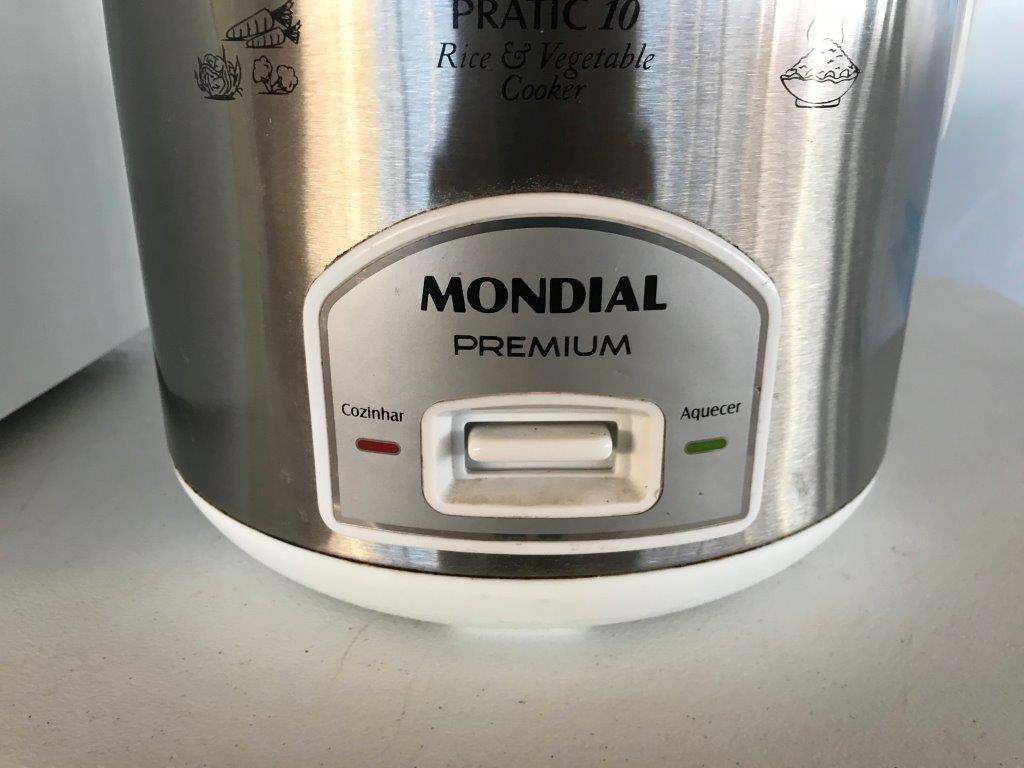 PRATIC 10
Rice & Vegetable
Cooker
MONDIAL
PREMIUM
Cozinhar
Aquecer